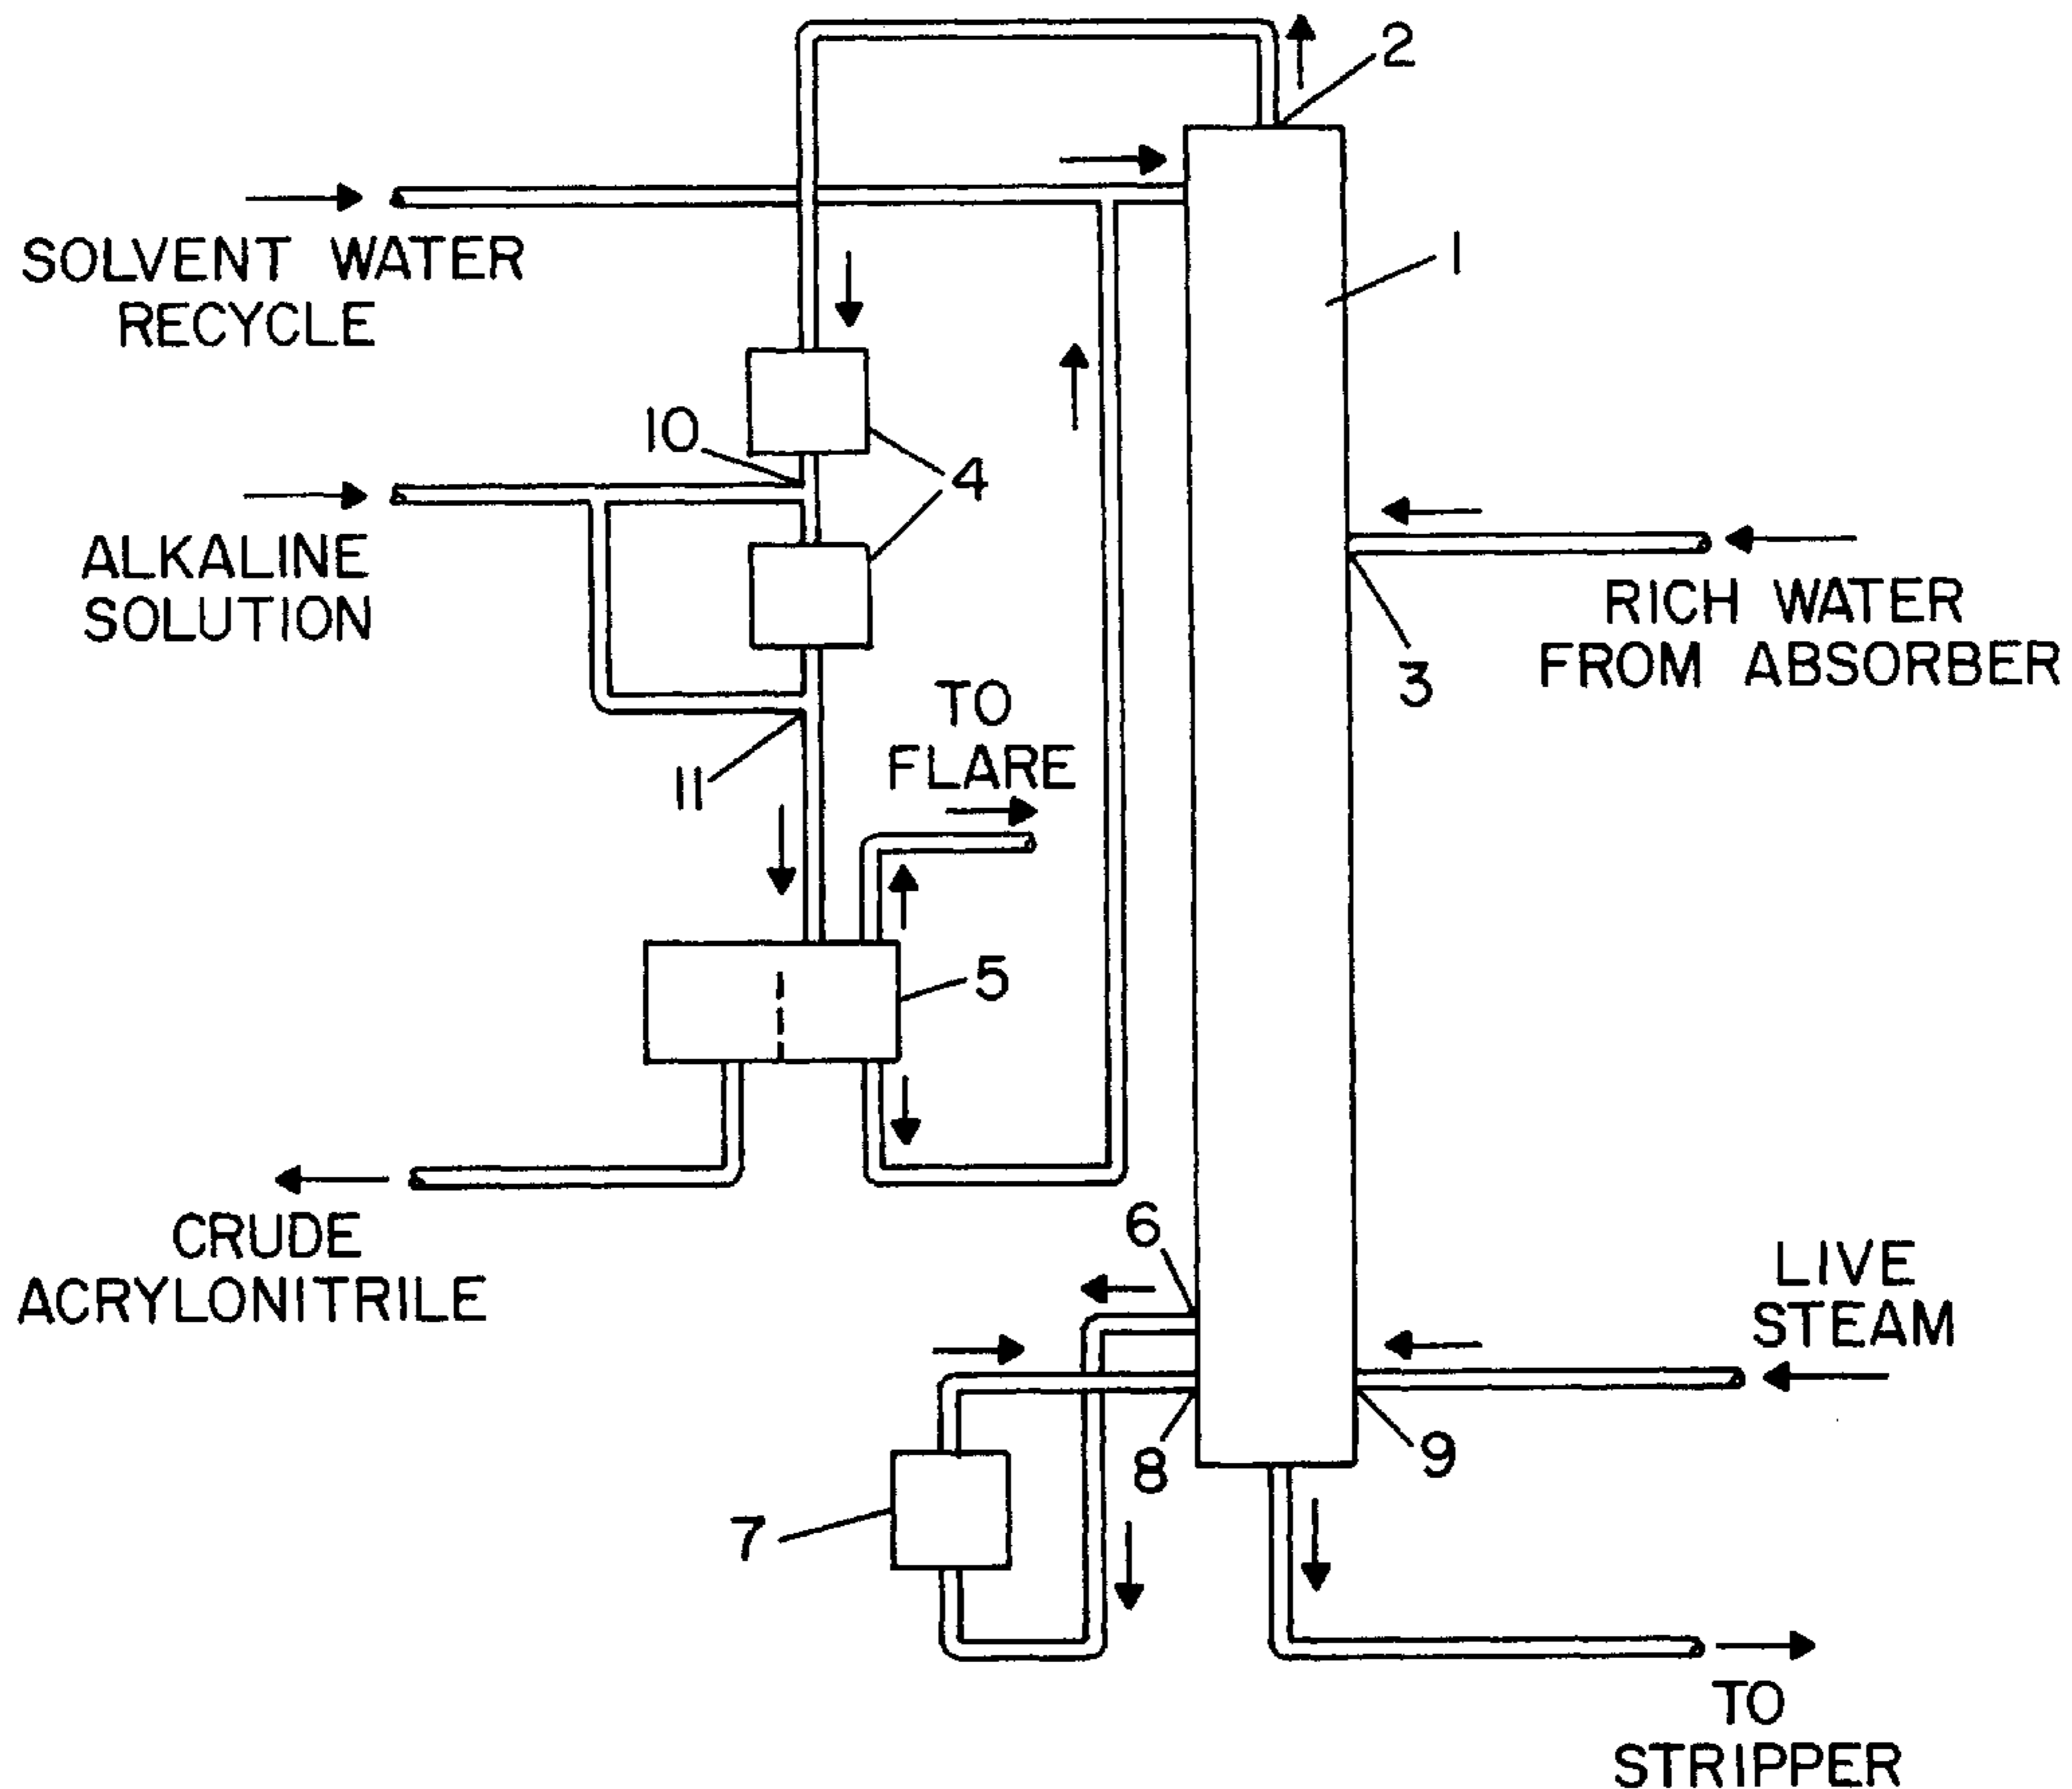 2
SOLVENT WATER
RECYCLE
1
10
4
ALKALINE
SOLUTION
RICH WATER
FROM ABSORBER
3
TO
FLARE
11
5
CRUDE
ACRYLONITRILE
6
LIVE
STEAM
8
9
7
TO
STRIPPER